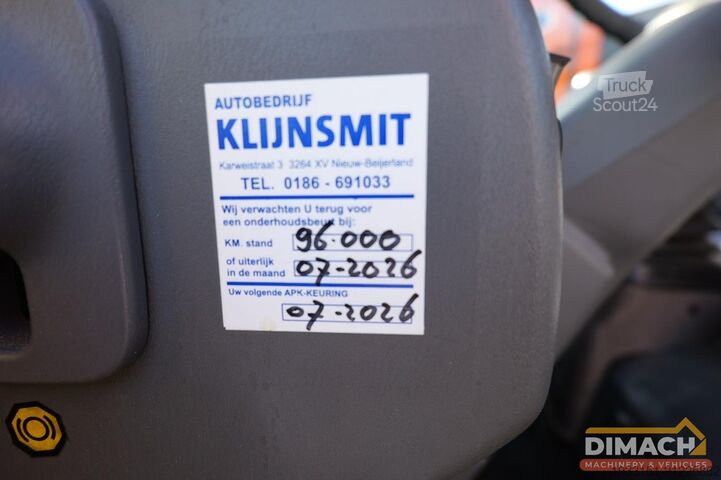 AUTOBEDRIJF
KLIJNSMIT
Karweistraat 3 3264 XV Nieuw-Beijerland
TEL. 0186 - 691033
Wij verwachten U terug voor
een onderhoudsbeurt bij:
KM. stand 96.000
of uiterlijk
in de maand 07-2026
Uw volgende APK-KEURING
07-2026
Truck
Scout24
DIMACH
MACHINERY & VEHICLES